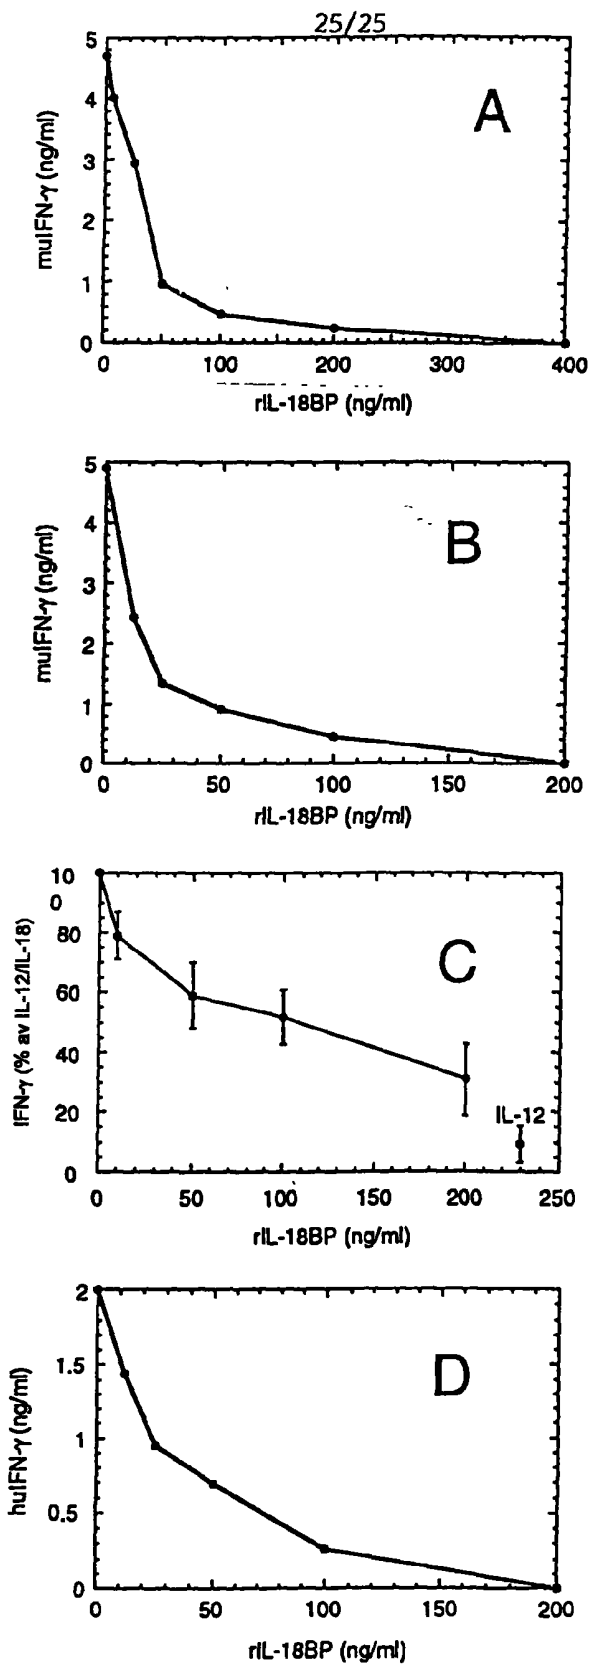 25/25
5
4
3
2
1
0
muIFN-γ (ng/ml)
A
0 100 200 300 400
rIL-18BP (ng/ml)
5
4
3
2
1
0
muIFN-γ (ng/ml)
B
0 50 100 150 200
rIL-18BP (ng/ml)
10
0
80
60
40
20
0
IFN-γ (% av IL-12/IL-18)
C
IL-12
0 50 100 150 200 250
rIL-18BP (ng/ml)
2
1.5
1
0.5
0
huIFN-γ (ng/ml)
D
0 50 100 150 200
rIL-18BP (ng/ml)